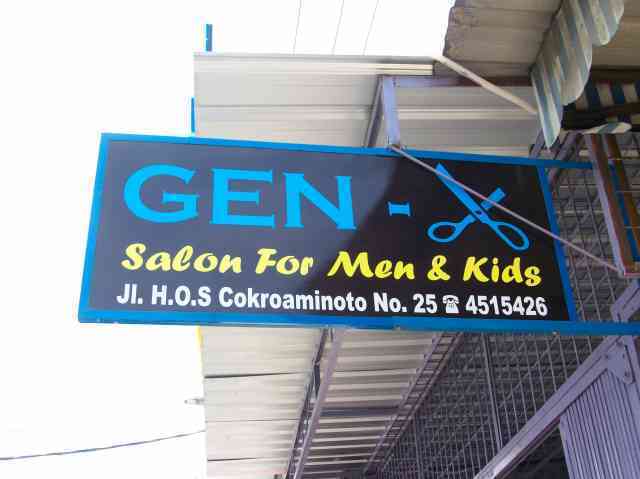 GEN - X
Salon For Men & Kids
Jl. H.O.S Cokroaminoto No. 25 ☎ 4515426